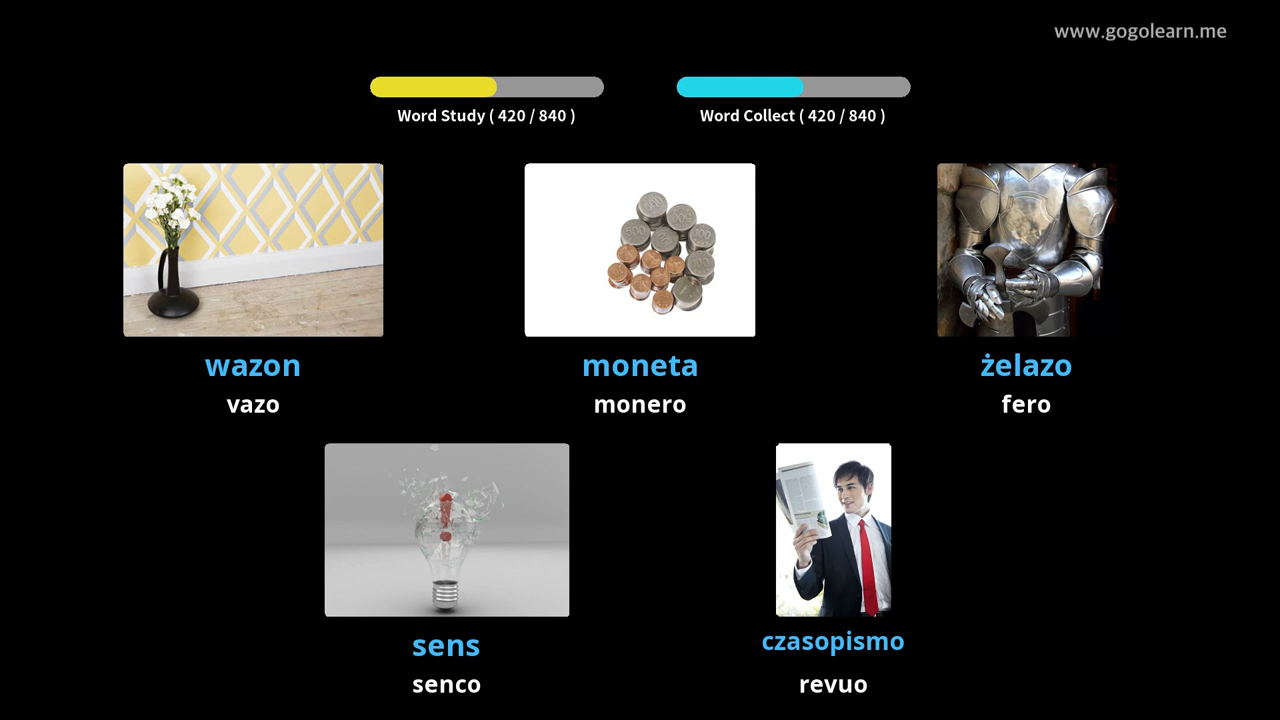 www.gogolearn.me
Word Study ( 420 / 840 )
Word Collect ( 420 / 840 )
wazon
vazo
moneta
monero
żelazo
fero
sens
senco
czasopismo
revuo